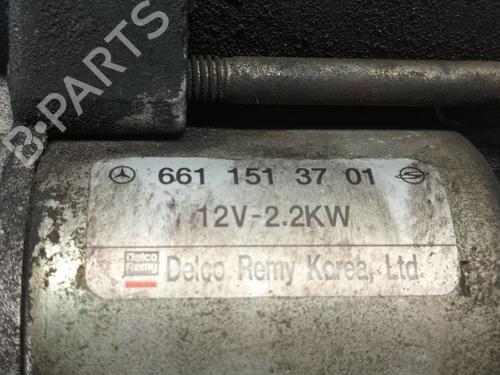 B-PARTS
661 151 37 01
12V-2.2KW
Delco Remy
Delco Remy Korea, Ltd.